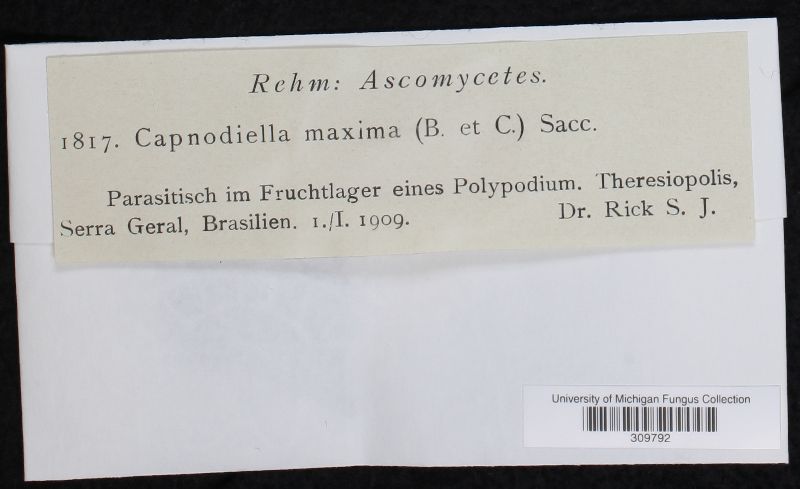 Rehm: Ascomycetes.
1817. Capnodiella maxima (B. et C.) Sacc.
Parasitisch im Fruchtlager eines Polypodium. Theresiopolis,
Serra Geral, Brasilien. 1./I. 1909. Dr. Rick S. J.
University of Michigan Fungus Collection
309792